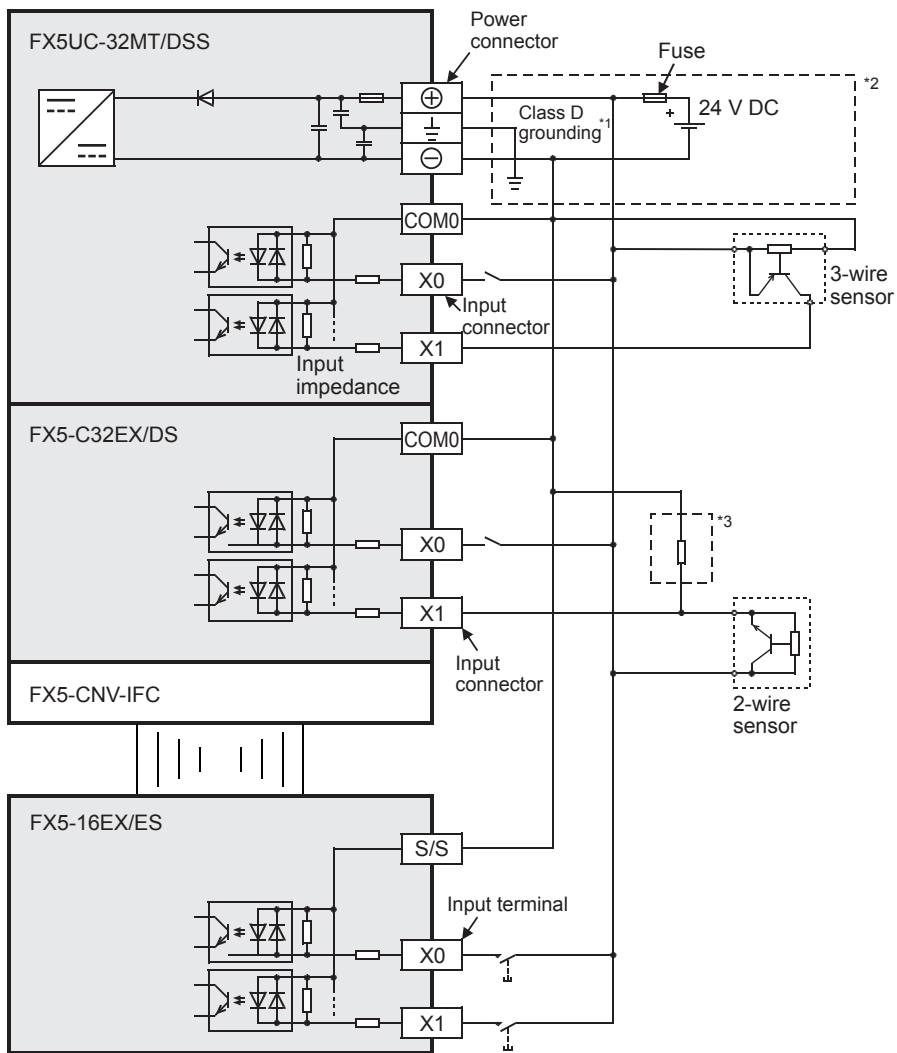 FX5UC-32MT/DSS
Power
connector
Fuse
*2
+
24 V DC
Class D
grounding*1
COM0
X0
Input
connector
3-wire
sensor
X1
Input
impedance
FX5-C32EX/DS
COM0
*3
X0
X1
Input
connector
2-wire
sensor
FX5-CNV-IFC
FX5-16EX/ES
S/S
Input terminal
X0
X1